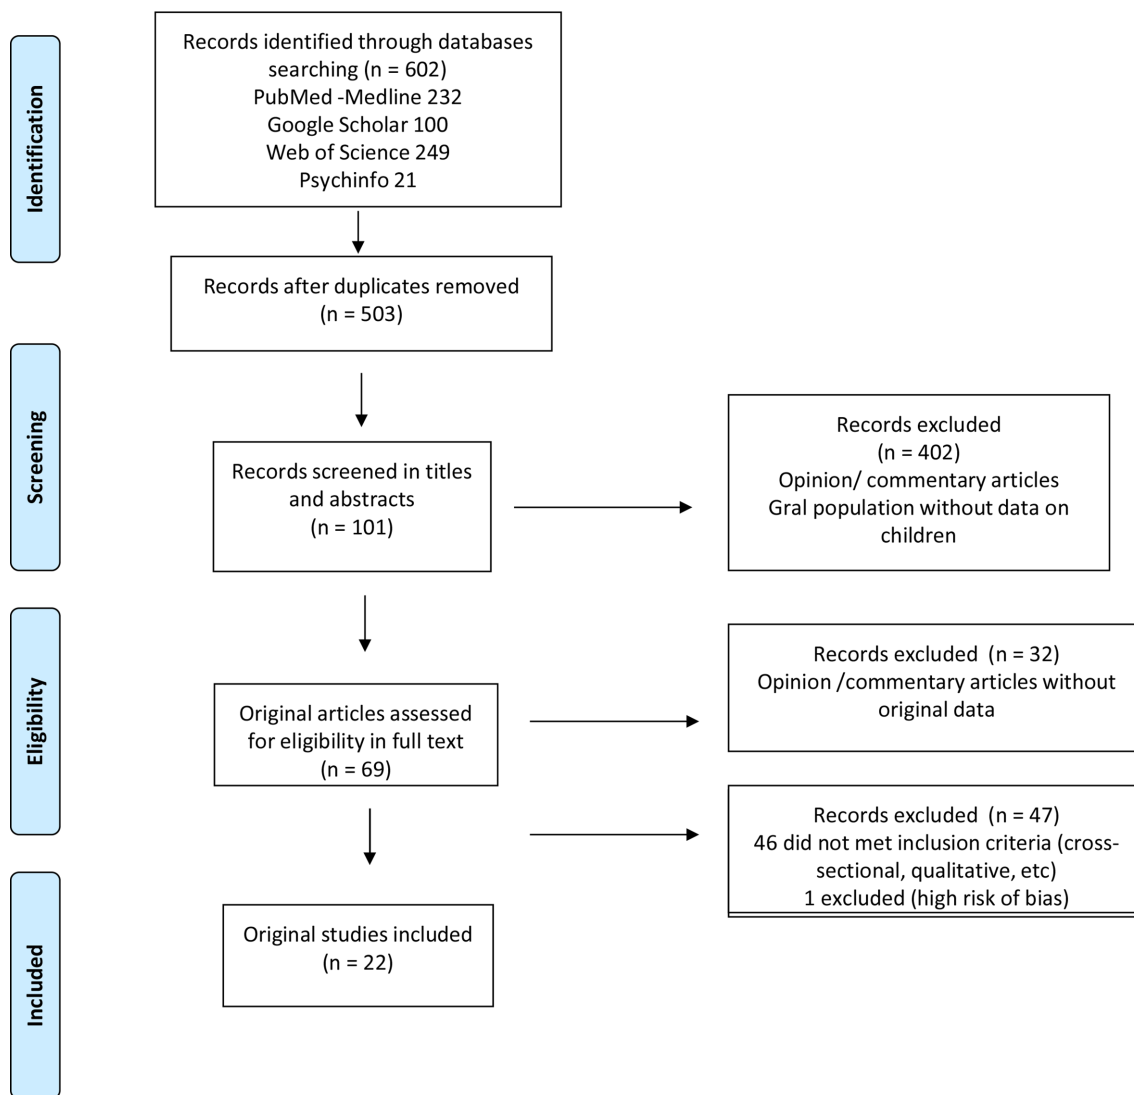 Identification
Records identified through databases
searching (n = 602)
PubMed -Medline 232
Google Scholar 100
Web of Science 249
Psychinfo 21
Records after duplicates removed
(n = 503)
Screening
Records screened in titles
and abstracts
(n = 101)
Records excluded
(n = 402)
Opinion/ commentary articles
Gral population without data on
children
Eligibility
Original articles assessed
for eligibility in full text
(n = 69)
Records excluded (n = 32)
Opinion /commentary articles without
original data
Records excluded (n = 47)
46 did not met inclusion criteria (cross-
sectional, qualitative, etc)
1 excluded (high risk of bias)
Included
Original studies included
(n = 22)